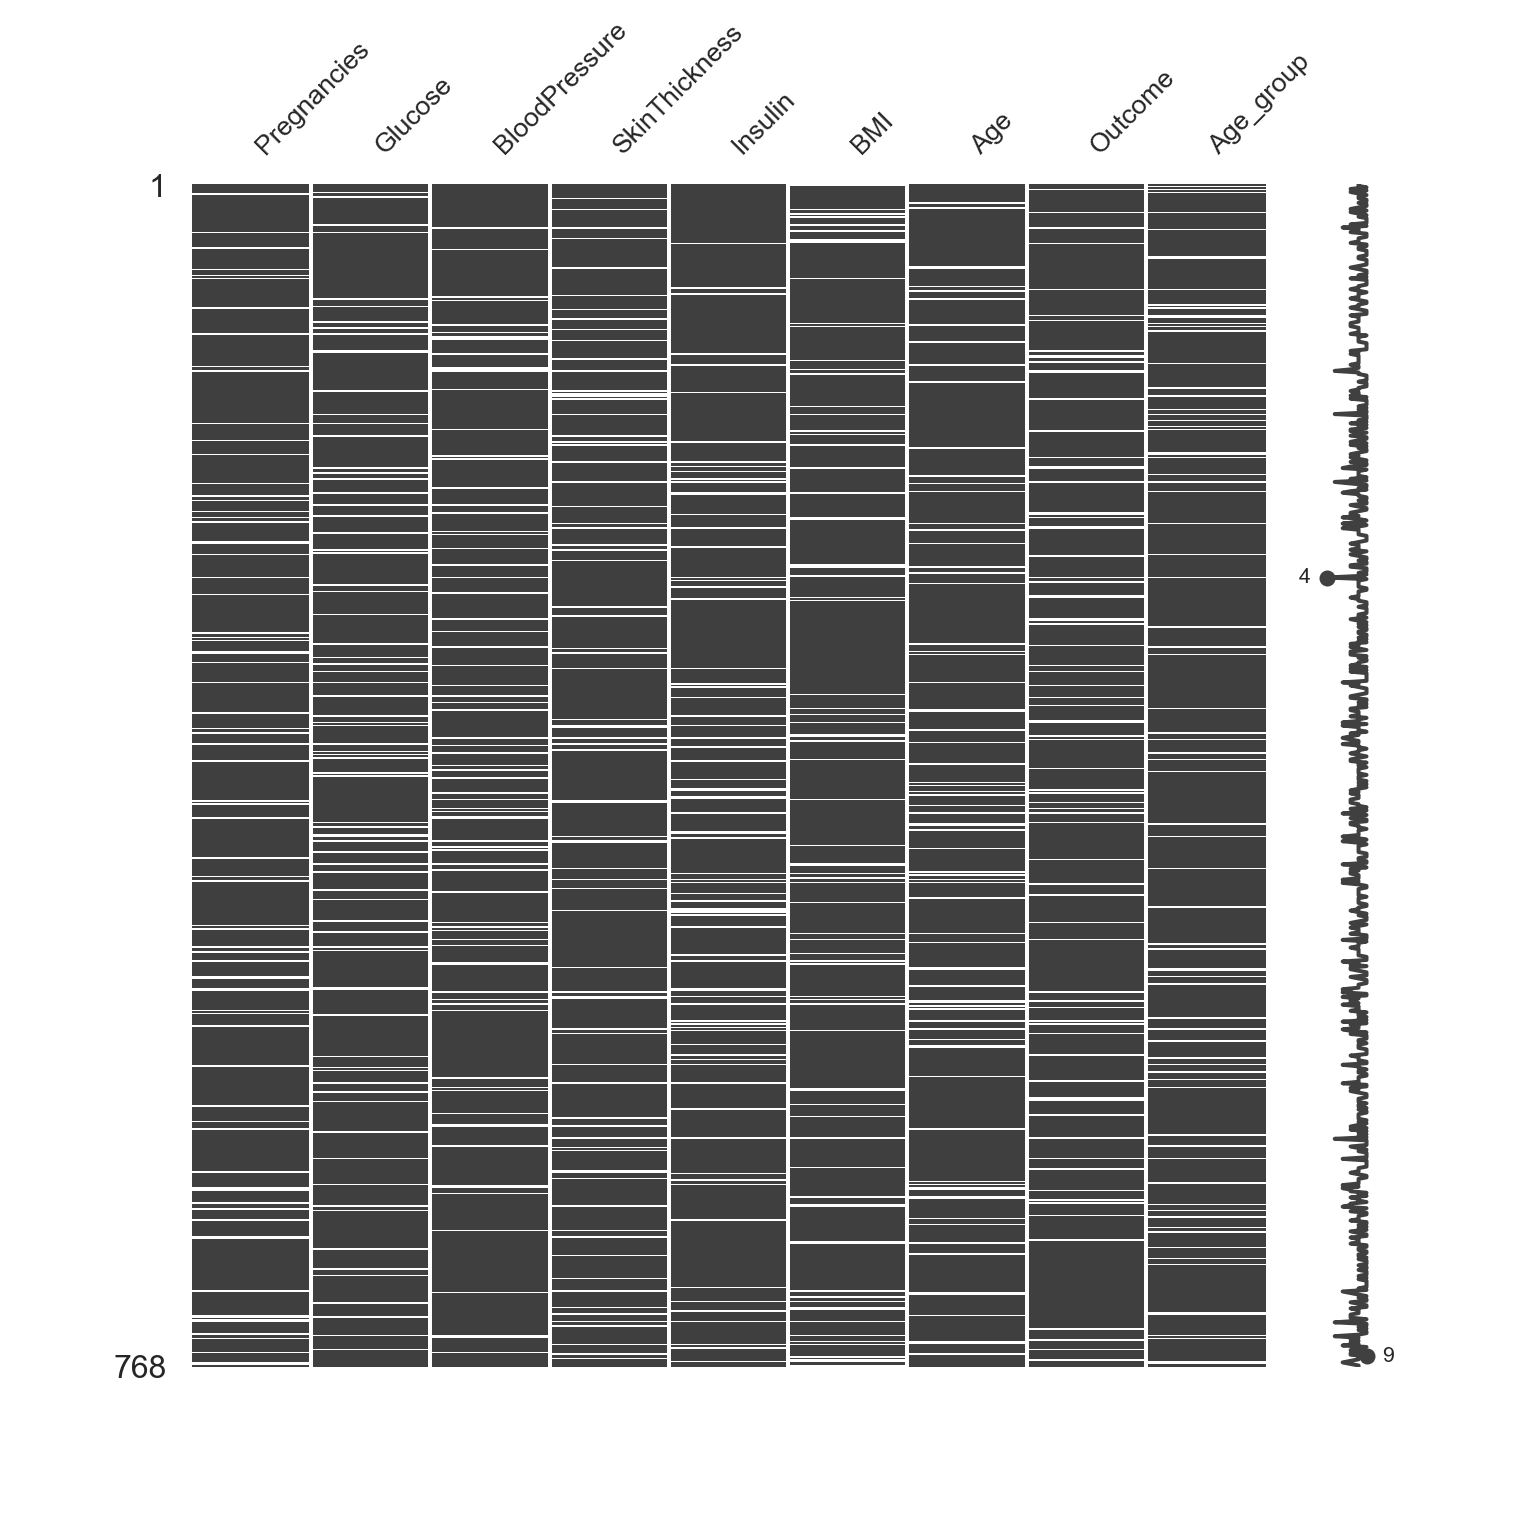 Pregnancies
Glucose
BloodPressure
SkinThickness
Insulin
BMI
Age
Outcome
Age_group
1
4
768
9